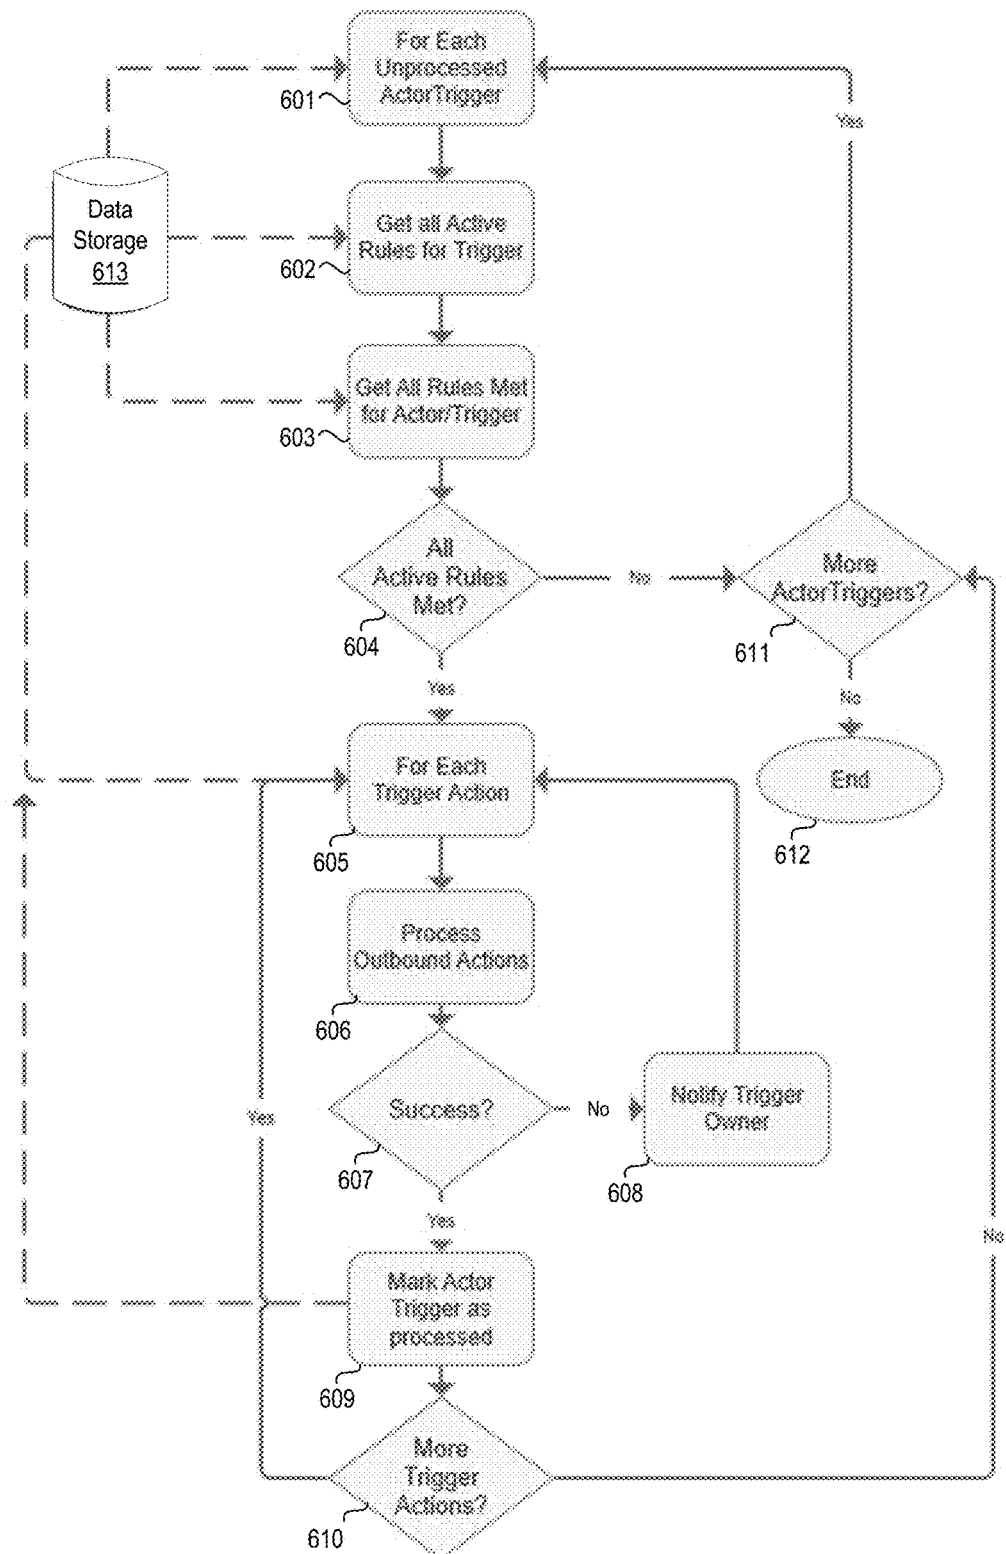 For Each
Unprocessed
ActorTrigger
601
Yes
Data
Storage
613
Get all Active
Rules for Trigger
602
Get All Rules Met
for Actor/Trigger
603
All
Active Rules
Met?
604
No
More
ActorTriggers?
611
Yes
No
For Each
Trigger Action
605
End
612
Process
Outbound Actions
606
Success?
607
No
Notify Trigger
Owner
608
Yes
Yes
No
Mark Actor
Trigger as
processed
609
More
Trigger
Actions?
610